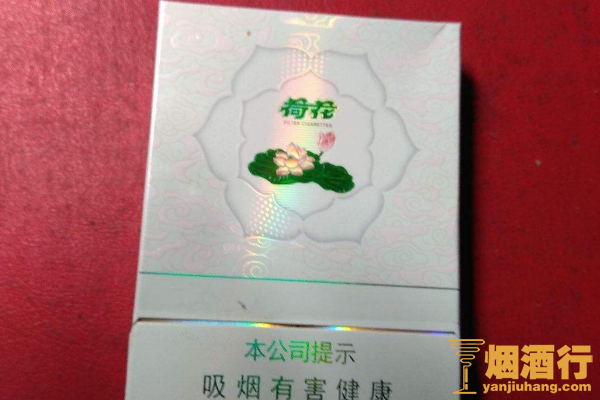 荷花
FILTER CIGARETTES
本公司提示
吸烟有害健康
烟酒行
yanjiuhang.com